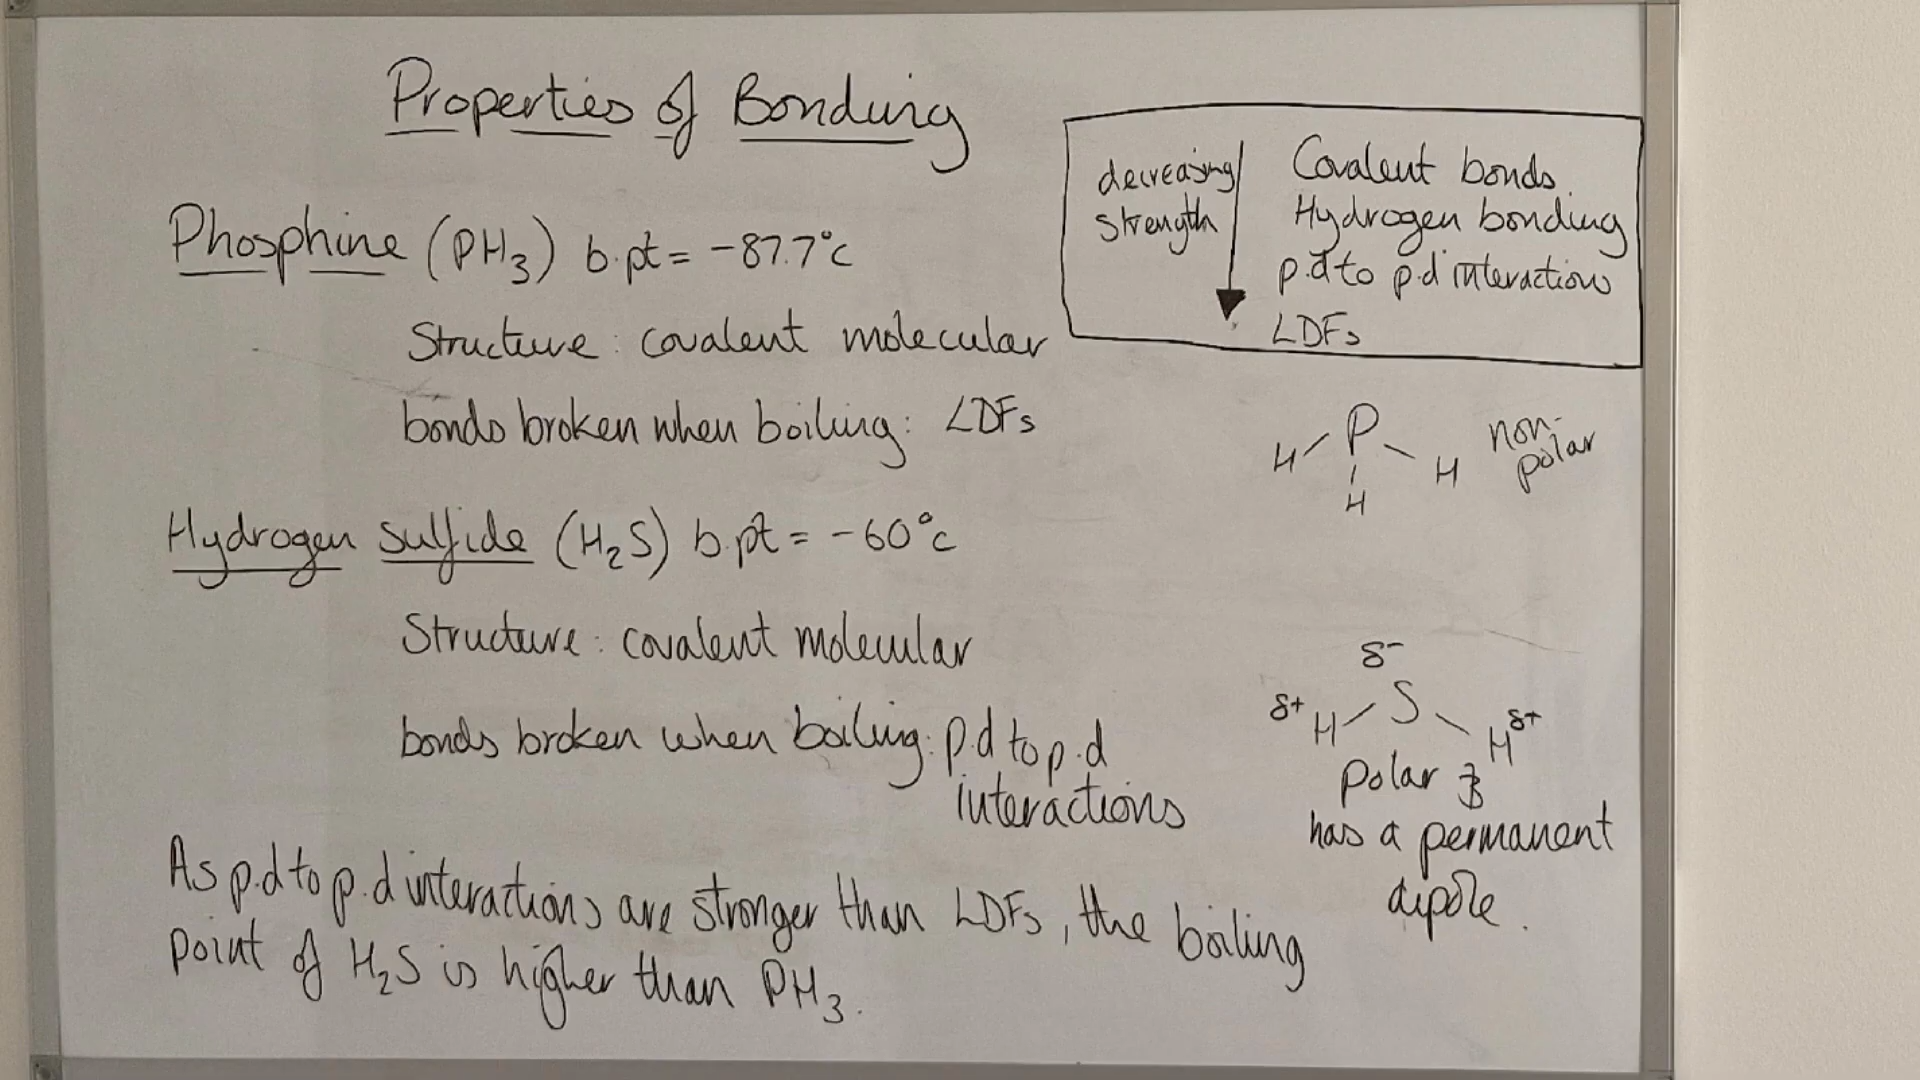 Properties of Bonding
decreasing strength
Covalent bonds.
Hydrogen bonding
p.d to p.d interactions
LDFs
Phosphine (PH₃) b.pt = -87.7°C
Structure: covalent molecular
bonds broken when boiling: LDFs
P
H H
H
non-
polar
Hydrogen sulfide (H₂S) b.pt = -60°C
Structure: covalent molecular
bonds broken when boiling: p.d to p.d
interactions
δ-
δ+ H S H δ+
polar &
has a permanent
dipole.
As p.d to p.d interactions are stronger than LDFs, the boiling
point of H₂S is higher than PH₃.